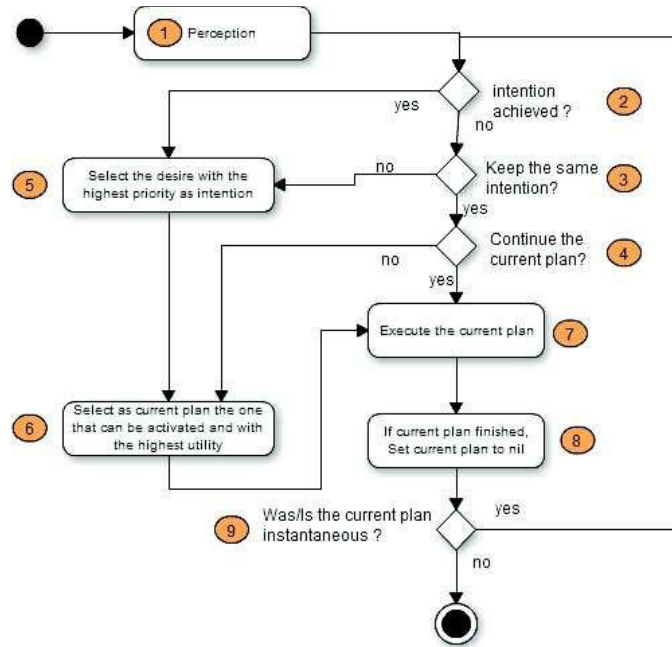 1 Perception
intention
achieved ?
2
yes
no
5
Select the desire with the
highest priority as intention
no
Keep the same
intention?
3
yes
Continue the
current plan?
4
no
yes
Execute the current plan
7
6
Select as current plan the one
that can be activated and with
the highest utility
If current plan finished,
Set current plan to nil
8
9
Was/Is the current plan
instantaneous ?
yes
no